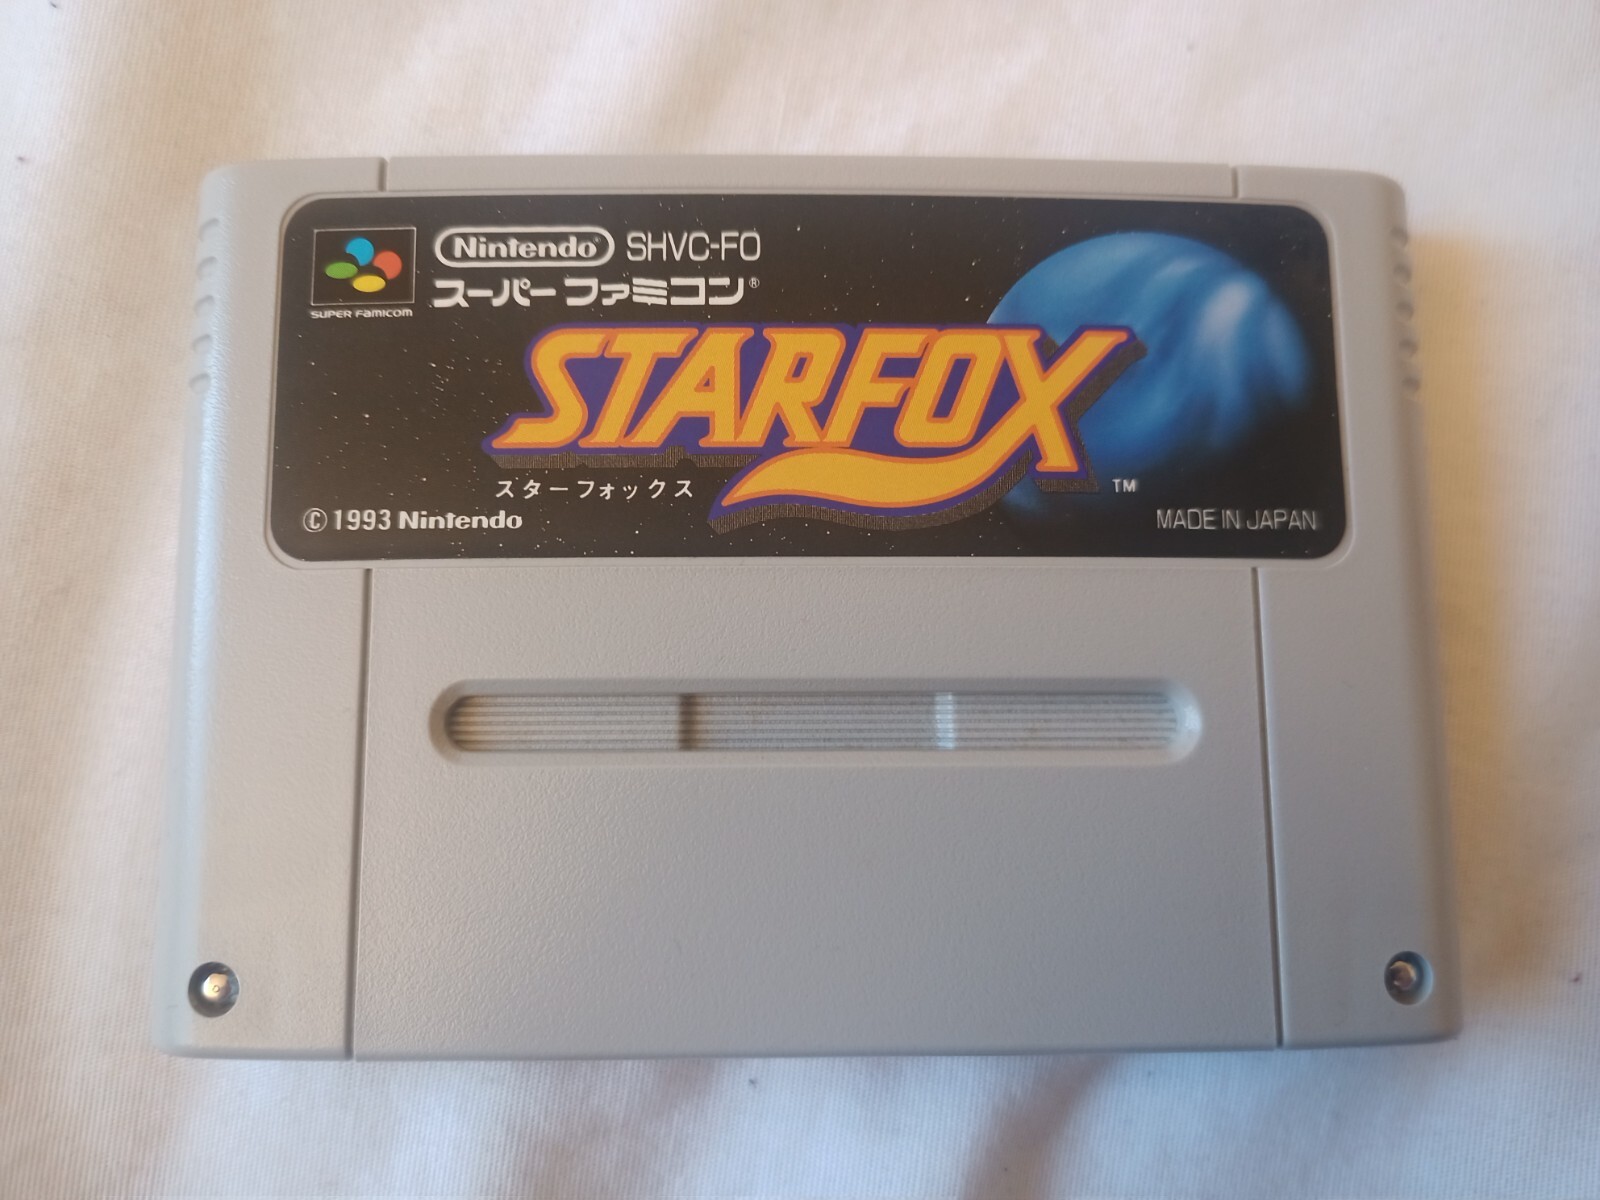 Nintendo® SHVC-FO
スーパーファミコン®
SUPER FAMICOM
STARFOX
TM
スターフォックス
© 1993 Nintendo
MADE IN JAPAN